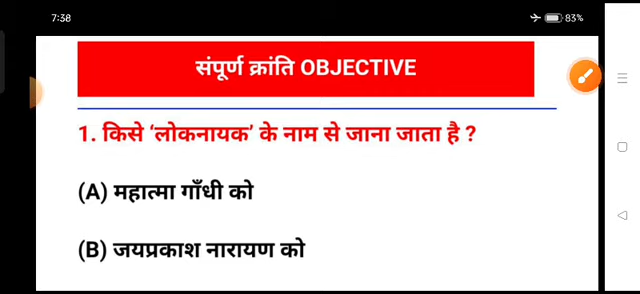 7:38
83%
संपूर्ण क्रांति OBJECTIVE
1. किसे ‘लोकनायक’ के नाम से जाना जाता है ?
(A) महात्मा गाँधी को
(B) जयप्रकाश नारायण को